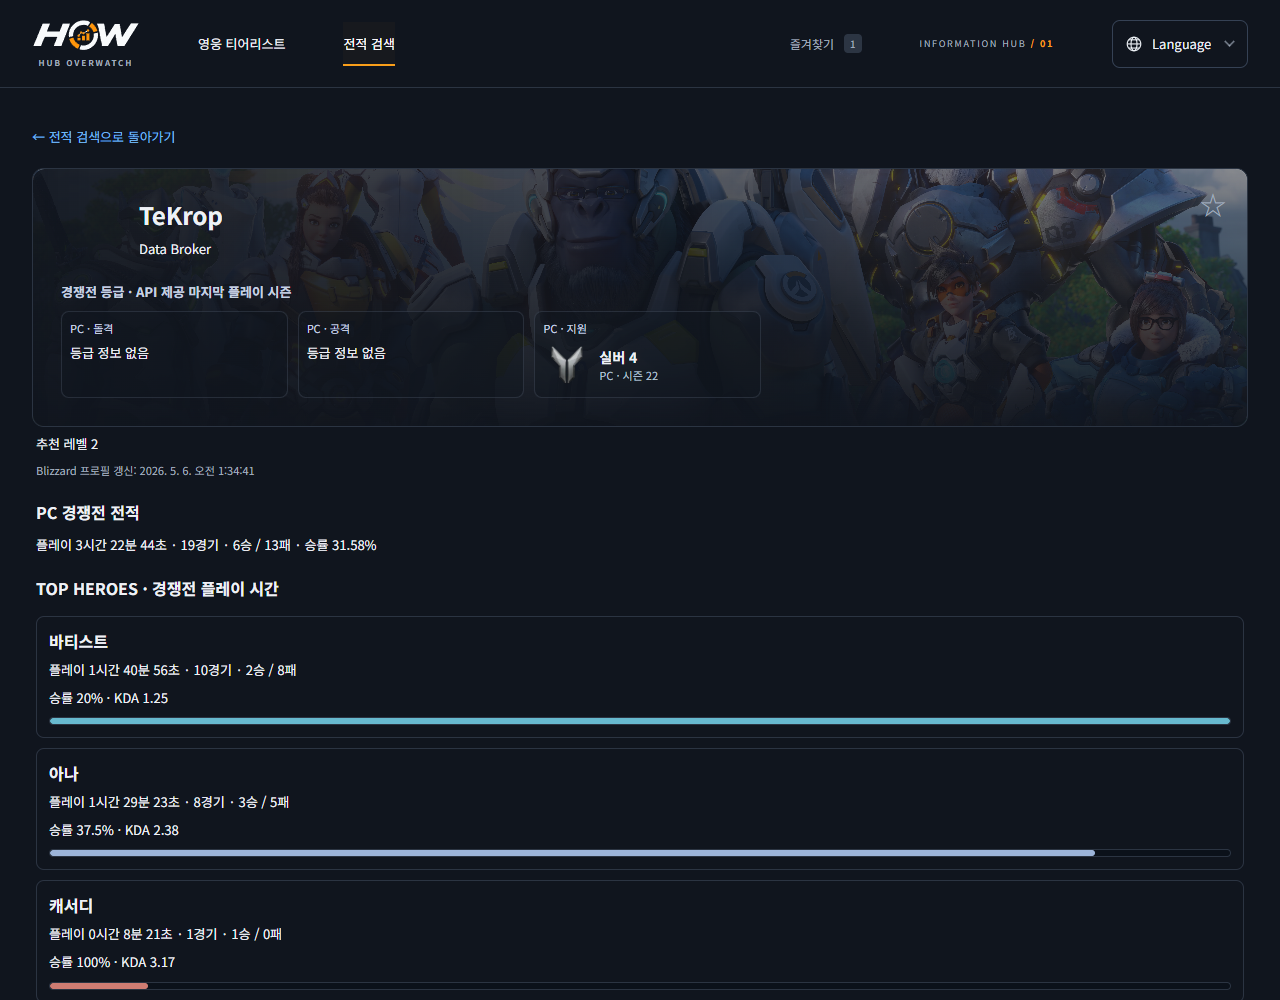 HOW
HUB OVERWATCH
영웅 티어리스트
전적 검색
즐겨찾기 1
INFORMATION HUB / 01
Language
← 전적 검색으로 돌아가기
TeKrop
Data Broker
경쟁전 등급 · API 제공 마지막 플레이 시즌
PC · 돌격
등급 정보 없음
PC · 공격
등급 정보 없음
PC · 지원
실버 4
PC · 시즌 22
추천 레벨 2
Blizzard 프로필 갱신: 2026. 5. 6. 오전 1:34:41
PC 경쟁전 전적
플레이 3시간 22분 44초 · 19경기 · 6승 / 13패 · 승률 31.58%
TOP HEROES · 경쟁전 플레이 시간
바티스트
플레이 1시간 40분 56초 · 10경기 · 2승 / 8패
승률 20% · KDA 1.25
아나
플레이 1시간 29분 23초 · 8경기 · 3승 / 5패
승률 37.5% · KDA 2.38
캐서디
플레이 0시간 8분 21초 · 1경기 · 1승 / 0패
승률 100% · KDA 3.17